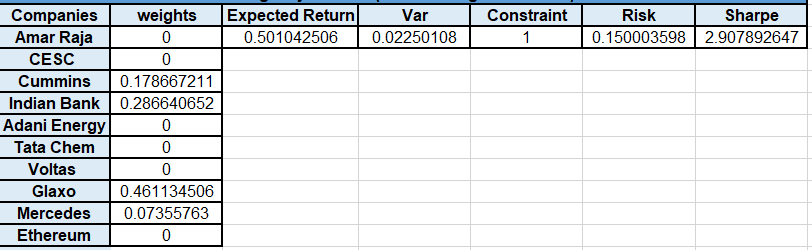 Companies weights Expected Return Var Constraint Risk Sharpe
Amar Raja 0 0.501042506 0.02250108 1 0.150003598 2.907892647
CESC 0
Cummins 0.178667211
Indian Bank 0.286640652
Adani Energy 0
Tata Chem 0
Voltas 0
Glaxo 0.461134506
Mercedes 0.07355763
Ethereum 0